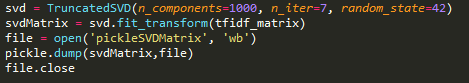 svd = TruncatedSVD(n_components=1000, n_iter=7, random_state=42)
svdMatrix = svd.fit_transform(tfidf_matrix)
file = open('pickleSVDMatrix', 'wb')
pickle.dump(svdMatrix,file)
file.close